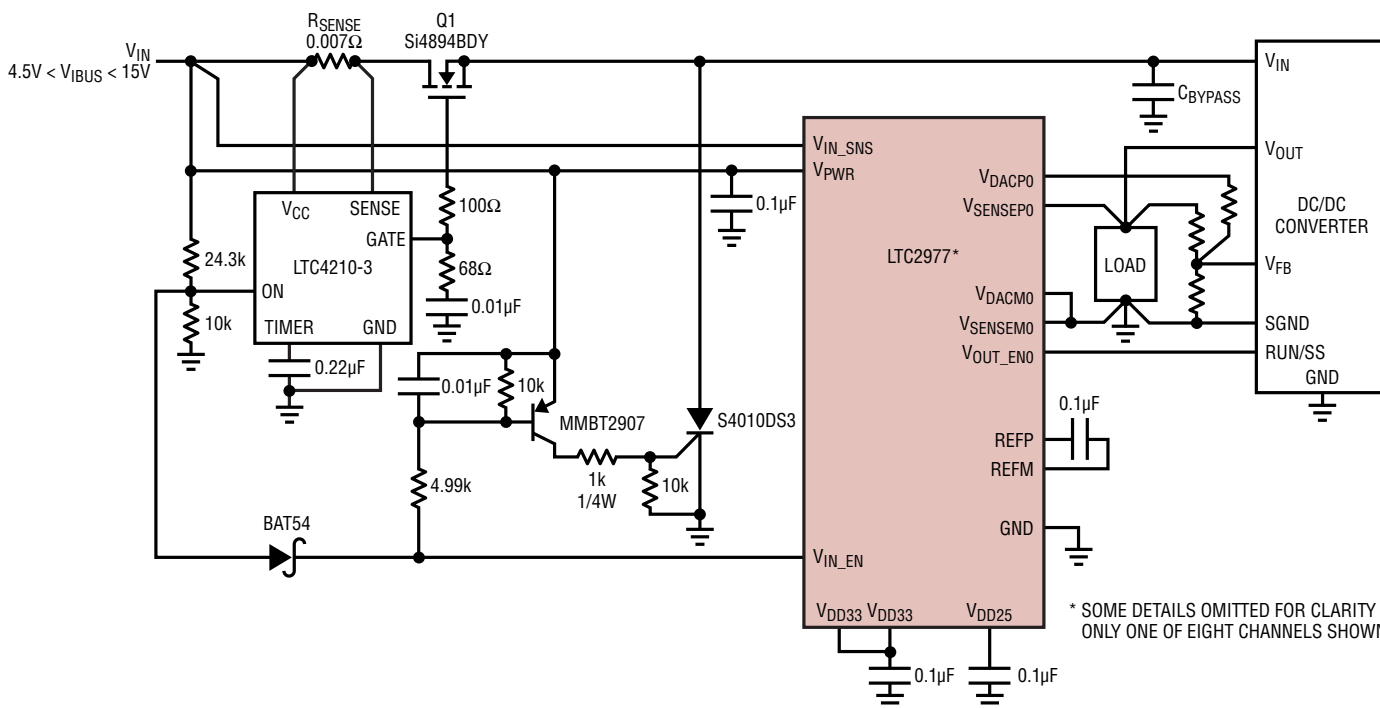 R_SENSE
0.007Ω
Q1
Si4894BDY
V_IN
4.5V < V_IBUS < 15V
V_IN
C_BYPASS
V_IN_SNS
V_PWR
V_OUT
V_CC
SENSE
100Ω
0.1µF
V_DACP0
V_SENSEP0
DC/DC
CONVERTER
GATE
LTC4210-3
24.3k
68Ω
LTC2977*
LOAD
V_FB
ON
10k
0.01µF
V_DACM0
TIMER
GND
V_SENSEM0
SGND
0.22µF
V_OUT_EN0
RUN/SS
GND
0.01µF
10k
MMBT2907
S4010DS3
0.1µF
REFP
REFM
4.99k
1k
1/4W
10k
BAT54
GND
V_IN_EN
V_DD33
V_DD33
V_DD25
* SOME DETAILS OMITTED FOR CLARITY
ONLY ONE OF EIGHT CHANNELS
0.1µF
0.1µF